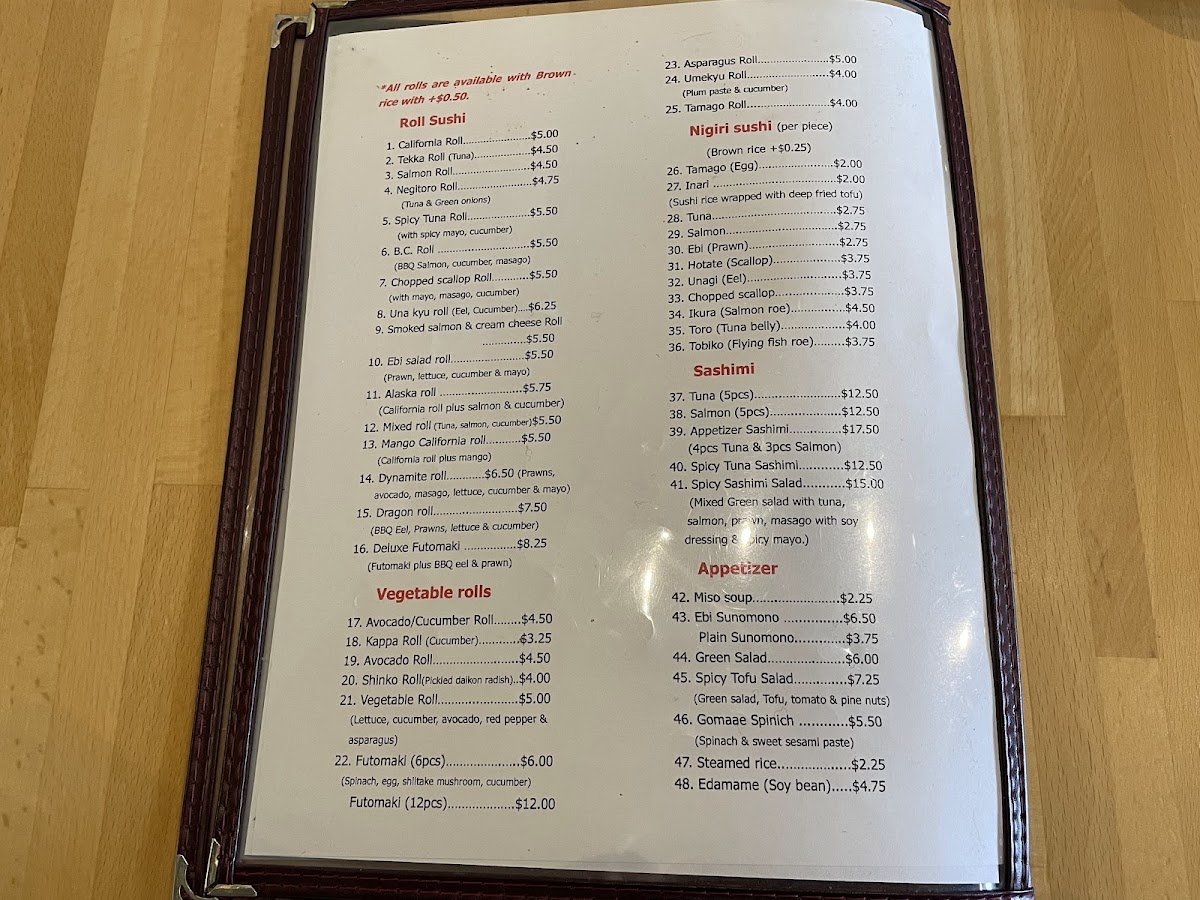 *All rolls are available with Brown
rice with +$0.50.
Roll Sushi
1. California Roll.......................$5.00
2. Tekka Roll (Tuna)...................$4.50
3. Salmon Roll..........................$4.50
4. Negitoro Roll.........................$4.75
(Tuna & Green onions)
5. Spicy Tuna Roll.....................$5.50
(with spicy mayo, cucumber)
6. B.C. Roll ...............................$5.50
(BBQ Salmon, cucumber, masago)
7. Chopped scallop Roll............$5.50
(with mayo, masago, cucumber)
8. Una kyu roll (Eel, Cucumber)....$6.25
9. Smoked salmon & cream cheese Roll
.............$5.50
10. Ebi salad roll.........................$5.50
(Prawn, lettuce, cucumber & mayo)
11. Alaska roll .........................$5.75
(California roll plus salmon & cucumber)
12. Mixed roll (Tuna, salmon, cucumber)$5.50
13. Mango California roll...........$5.50
(California roll plus mango)
14. Dynamite roll............$6.50 (Prawns,
avocado, masago, lettuce, cucumber & mayo)
15. Dragon roll..........................$7.50
(BBQ Eel, Prawns, lettuce & cucumber)
16. Deluxe Futomaki ................$8.25
(Futomaki plus BBQ eel & prawn)
Vegetable rolls
17. Avocado/Cucumber Roll........$4.50
18. Kappa Roll (Cucumber)............$3.25
19. Avocado Roll.......................$4.50
20. Shinko Roll(Pickled daikon radish)..$4.00
21. Vegetable Roll......................$5.00
(Lettuce, cucumber, avocado, red pepper &
asparagus)
22. Futomaki (6pcs)....................$6.00
(Spinach, egg, shiitake mushroom, cucumber)
Futomaki (12pcs)..................$12.00
23. Asparagus Roll......................$5.00
24. Umekyu Roll.........................$4.00
(Plum paste & cucumber)
25. Tamago Roll.........................$4.00
Nigiri sushi (per piece)
(Brown rice +$0.25)
26. Tamago (Egg).......................$2.00
27. Inari .....................................$2.00
(Sushi rice wrapped with deep fried tofu)
28. Tuna.....................................$2.75
29. Salmon..................................$2.75
30. Ebi (Prawn)...........................$2.75
31. Hotate (Scallop)....................$3.75
32. Unagi (Eel)...........................$3.75
33. Chopped scallop....................$3.75
34. Ikura (Salmon roe)................$4.50
35. Toro (Tuna belly)..................$4.00
36. Tobiko (Flying fish roe).........$3.75
Sashimi
37. Tuna (5pcs)........................$12.50
38. Salmon (5pcs)....................$12.50
39. Appetizer Sashimi..............$17.50
(4pcs Tuna & 3pcs Salmon)
40. Spicy Tuna Sashimi............$12.50
41. Spicy Sashimi Salad...........$15.00
(Mixed Green salad with tuna,
salmon, prawn, masago with soy
dressing & spicy mayo.)
Appetizer
42. Miso soup.........................$2.25
43. Ebi Sunomono ................$6.50
Plain Sunomono..............$3.75
44. Green Salad.....................$6.00
45. Spicy Tofu Salad..............$7.25
(Green salad, Tofu, tomato & pine nuts)
46. Gomaae Spinich .............$5.50
(Spinach & sweet sesami paste)
47. Steamed rice...................$2.25
48. Edamame (Soy bean).....$4.75